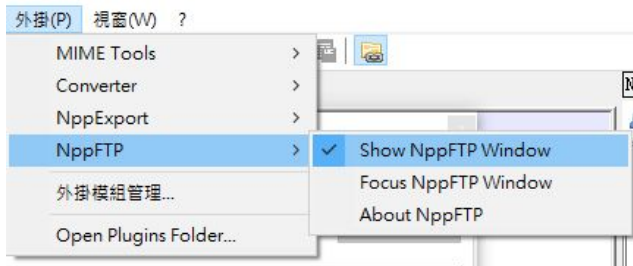 外掛(P) 視窗(W) ?
MIME Tools
Converter
NppExport
NppFTP
Show NppFTP Window
Focus NppFTP Window
About NppFTP
外掛模組管理...
Open Plugins Folder...